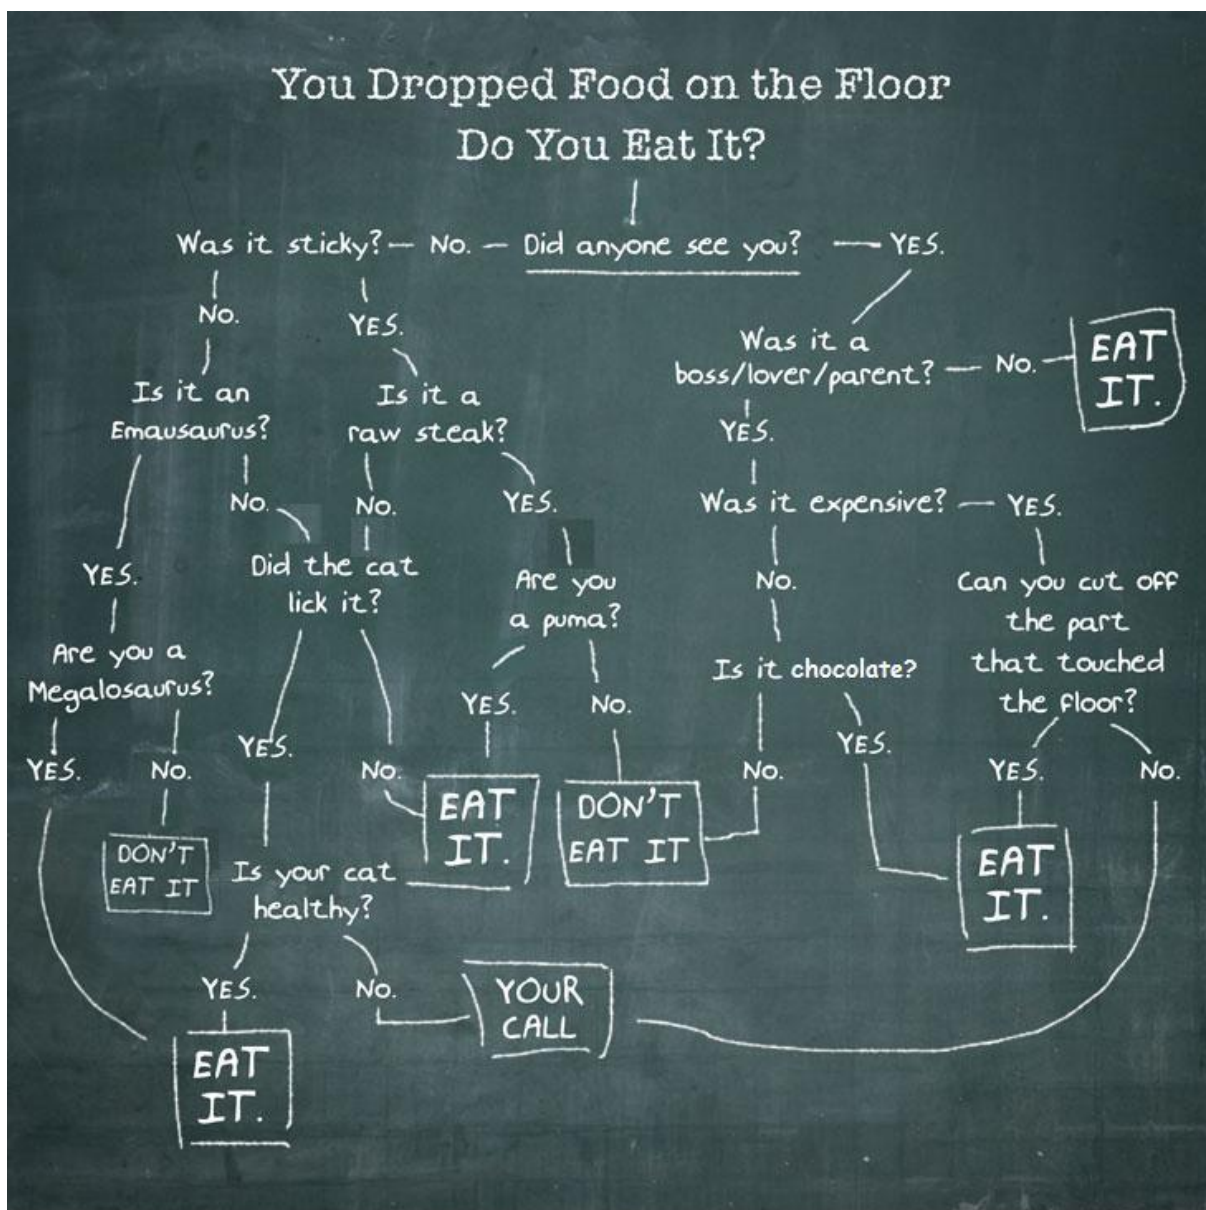 You Dropped Food on the Floor
Do You Eat It?
Was it sticky? No. Did anyone see you? YES.
No.
YES.
Was it a
boss/lover/parent?
No.
EAT
IT.
Is it an
Emausaurus?
Is it a
raw steak?
YES.
No.
No.
YES.
Was it expensive?
YES.
YES.
Did the cat
lick it?
Are you
a puma?
No.
Can you cut off
the part
that touched
the floor?
Are you a
Megalosaurus?
YES.
No.
Is it chocolate?
YES.
No.
YES.
No.
No.
YES.
YES.
No.
DON'T
EAT IT
EAT
IT.
DON'T
EAT IT
EAT
IT.
Is your cat
healthy?
YES.
No.
YOUR
CALL
EAT
IT.